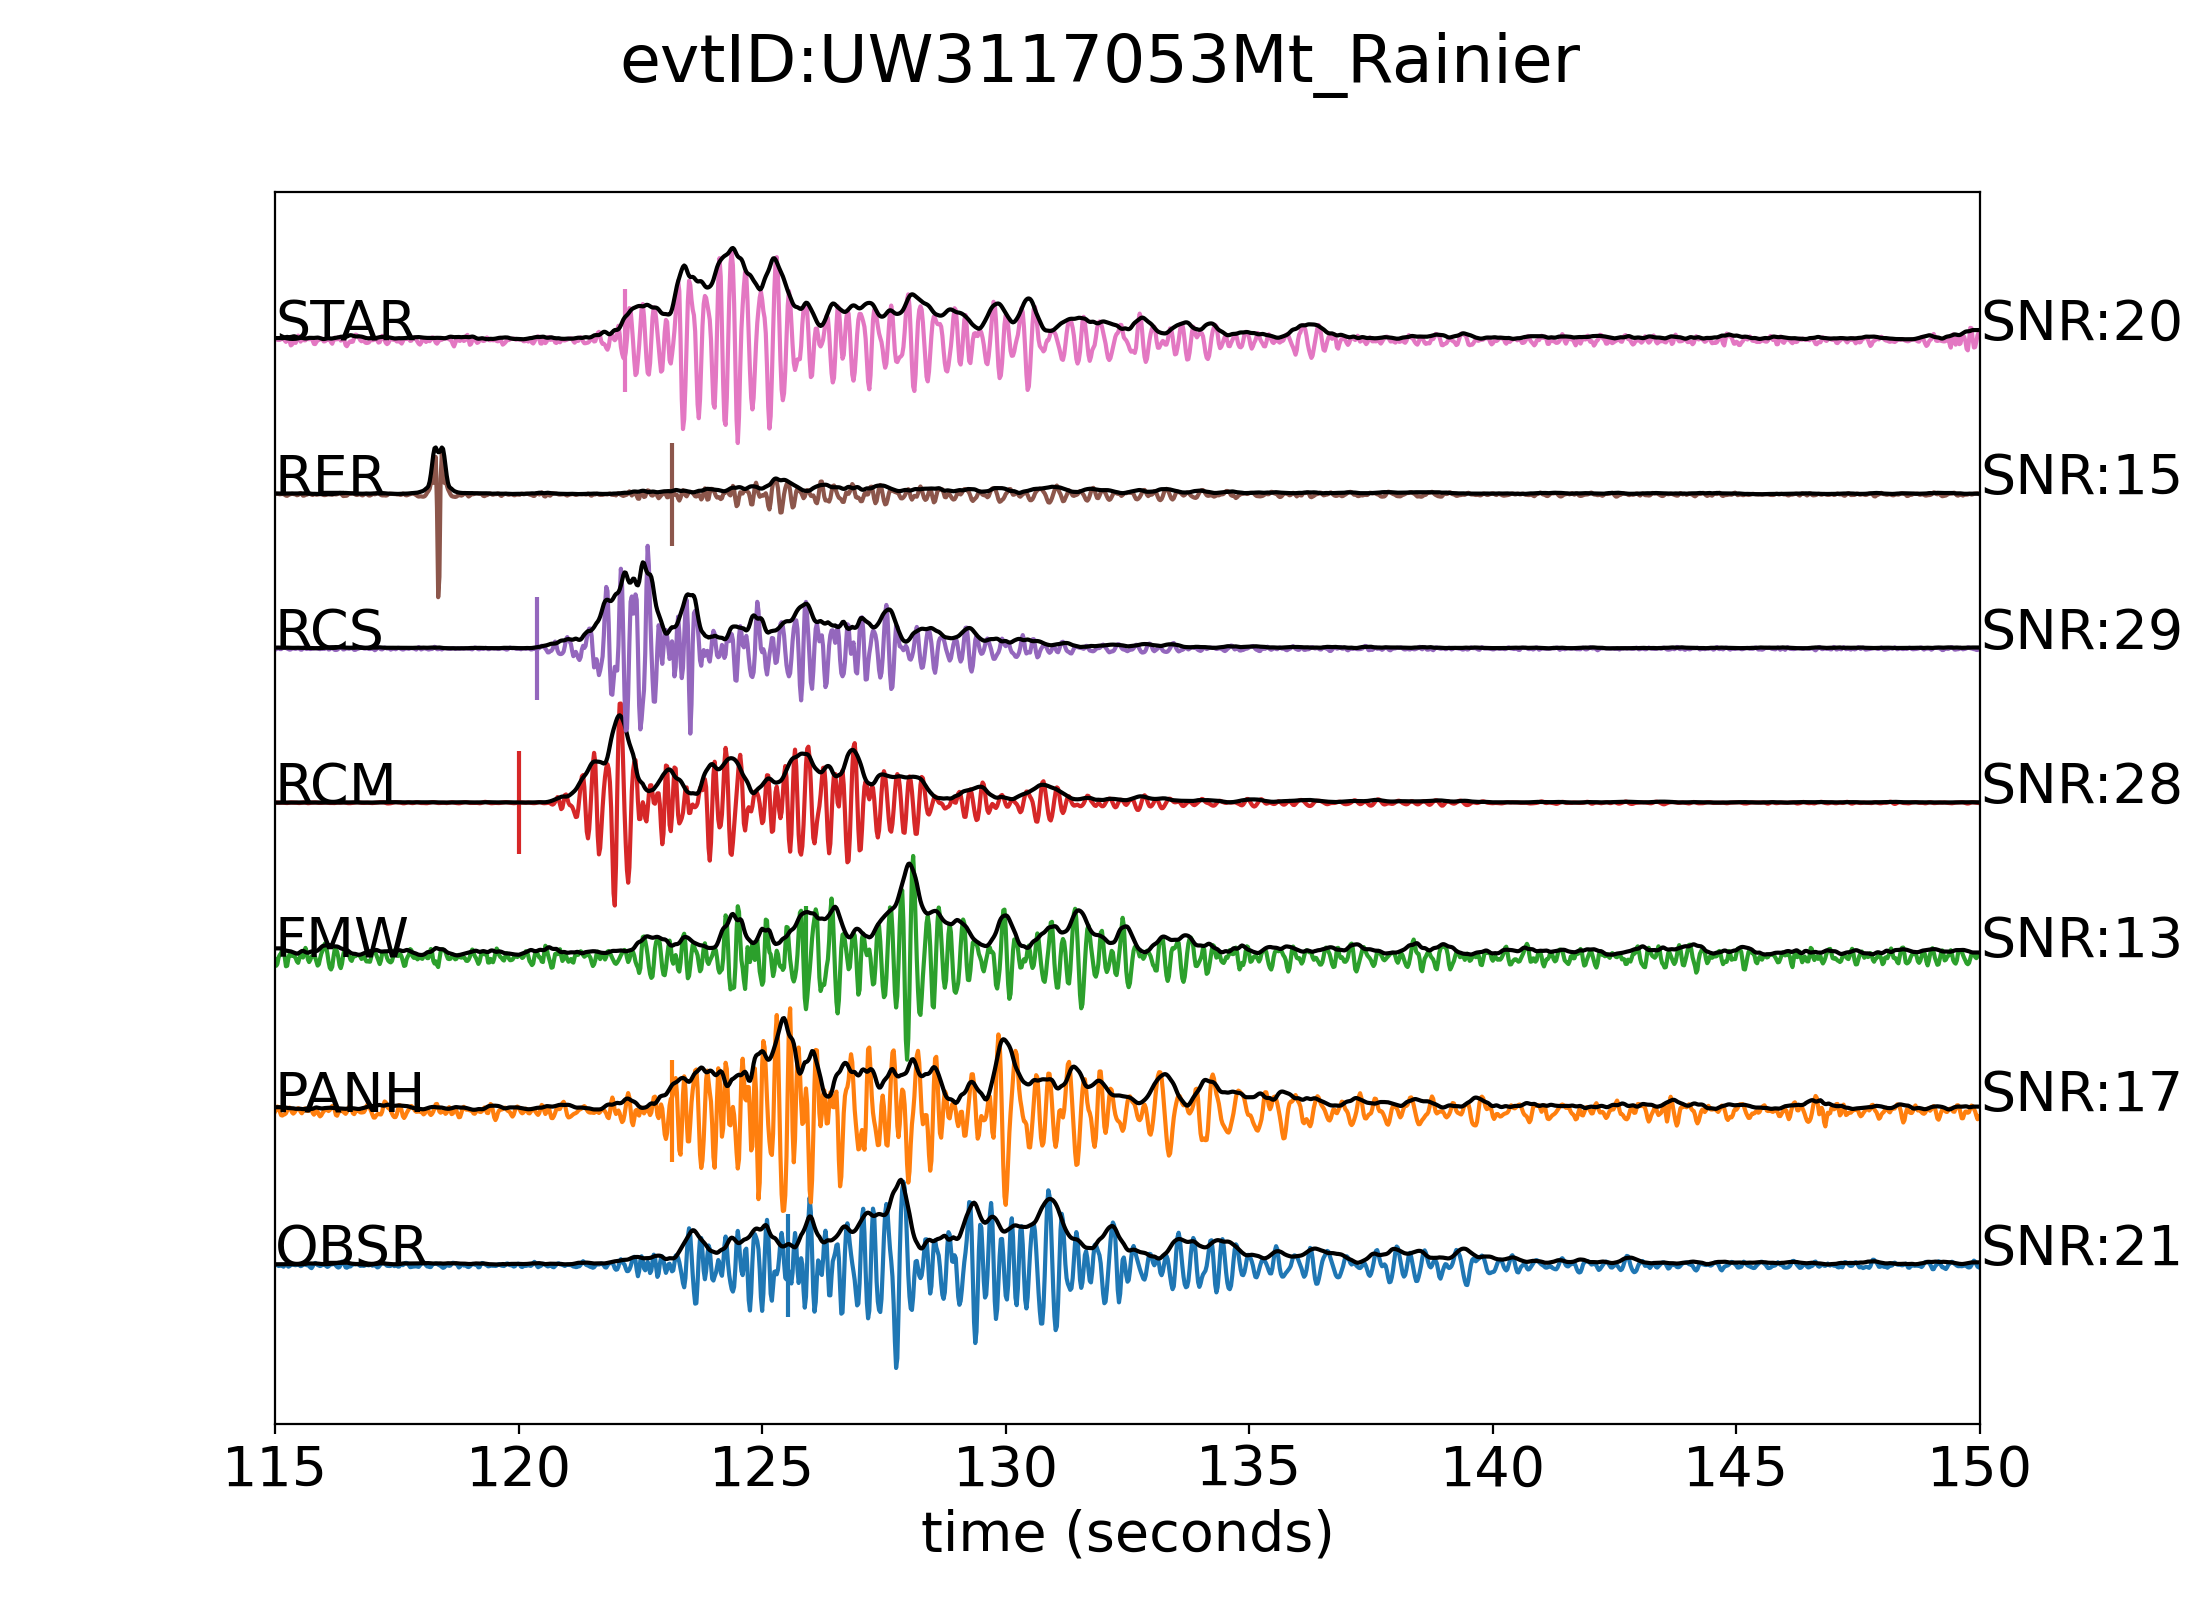 evtID:UW3117053Mt_Rainier
STAR SNR:20
RER SNR:15
RCS SNR:29
RCM SNR:28
FMW SNR:13
PANH SNR:17
OBSR SNR:21
115 120 125 130 135 140 145 150
time (seconds)